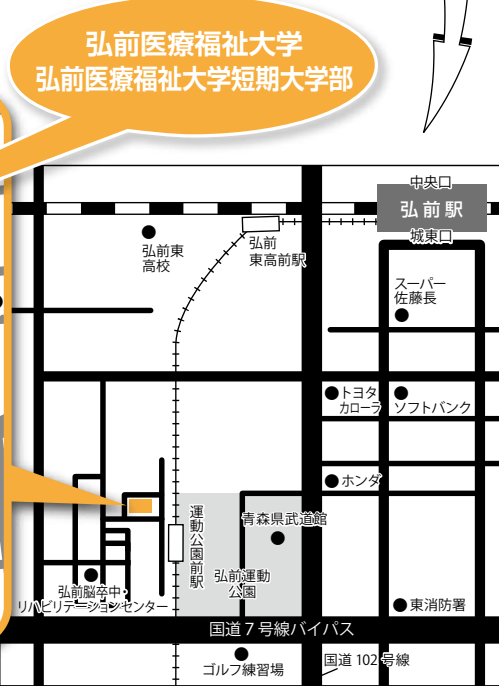 弘前医療福祉大学
弘前医療福祉大学短期大学部
中央口
弘前駅
城東口
弘前東
高校
弘前
東高前駅
スーパー
佐藤長
トヨタ
カローラ
ソフトバンク
ホンダ
運動公園前駅
青森県武道館
弘前運動
公園
弘前脳卒中・
リハビリテーションセンター
東消防署
国道7号線バイパス
ゴルフ練習場
国道102号線